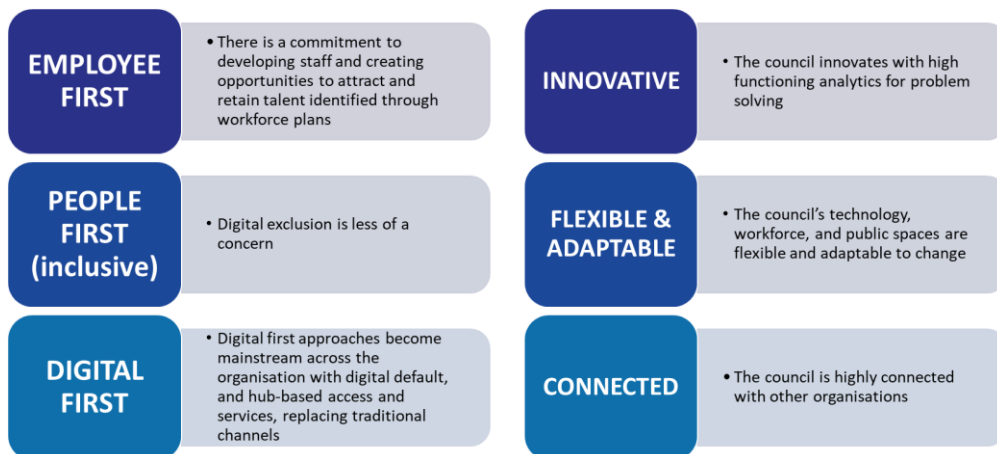 EMPLOYEE
FIRST
• There is a commitment to
developing staff and creating
opportunities to attract and
retain talent identified through
workforce plans
INNOVATIVE
• The council innovates with high
functioning analytics for problem
solving
PEOPLE
FIRST
(inclusive)
• Digital exclusion is less of a
concern
FLEXIBLE &
ADAPTABLE
• The council’s technology,
workforce, and public spaces are
flexible and adaptable to change
DIGITAL
FIRST
• Digital first approaches become
mainstream across the
organisation with digital default,
and hub-based access and
services, replacing traditional
channels
CONNECTED
• The council is highly connected
with other organisations